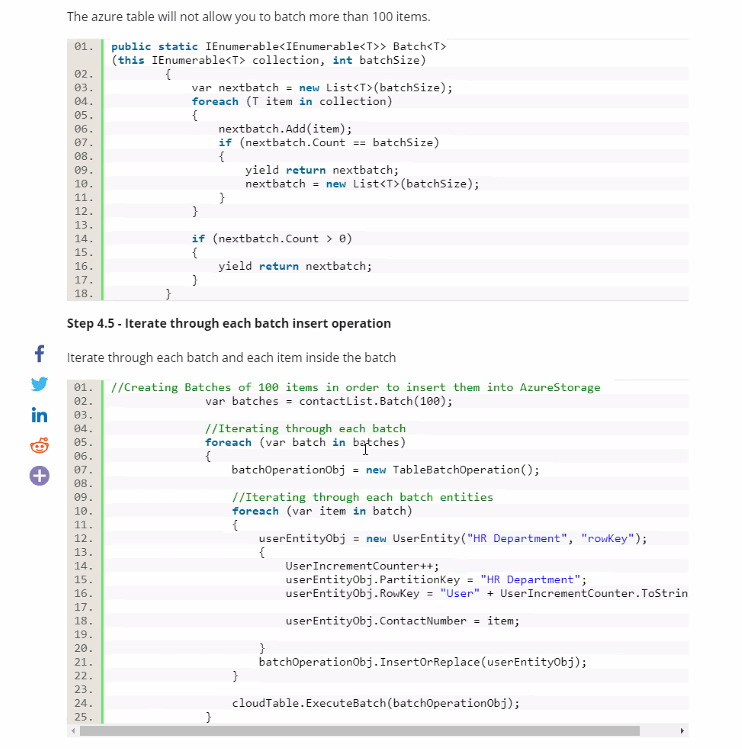 The azure table will not allow you to batch more than 100 items.
01. public static IEnumerable<IEnumerable<T>> Batch<T>
(this IEnumerable<T> collection, int batchSize)
02. {
03. var nextbatch = new List<T>(batchSize);
04. foreach (T item in collection)
05. {
06. nextbatch.Add(item);
07. if (nextbatch.Count == batchSize)
08. {
09. yield return nextbatch;
10. nextbatch = new List<T>(batchSize);
11. }
12. }
13.
14. if (nextbatch.Count > 0)
15. {
16. yield return nextbatch;
17. }
18. }
Step 4.5 - Iterate through each batch insert operation
Iterate through each batch and each item inside the batch
01. //Creating Batches of 100 items in order to insert them into AzureStorage
02. var batches = contactList.Batch(100);
03.
04. //Iterating through each batch
05. foreach (var batch in batches)
06. {
07. batchOperationObj = new TableBatchOperation();
08.
09. //Iterating through each batch entities
10. foreach (var item in batch)
11. {
12. userEntityObj = new UserEntity("HR Department", "rowKey");
13. {
14. UserIncrementCounter++;
15. userEntityObj.PartitionKey = "HR Department";
16. userEntityObj.RowKey = "User" + UserIncrementCounter.ToStrin
17.
18. userEntityObj.ContactNumber = item;
19.
20. }
21. batchOperationObj.InsertOrReplace(userEntityObj);
22. }
23.
24. cloudTable.ExecuteBatch(batchOperationObj);
25. }